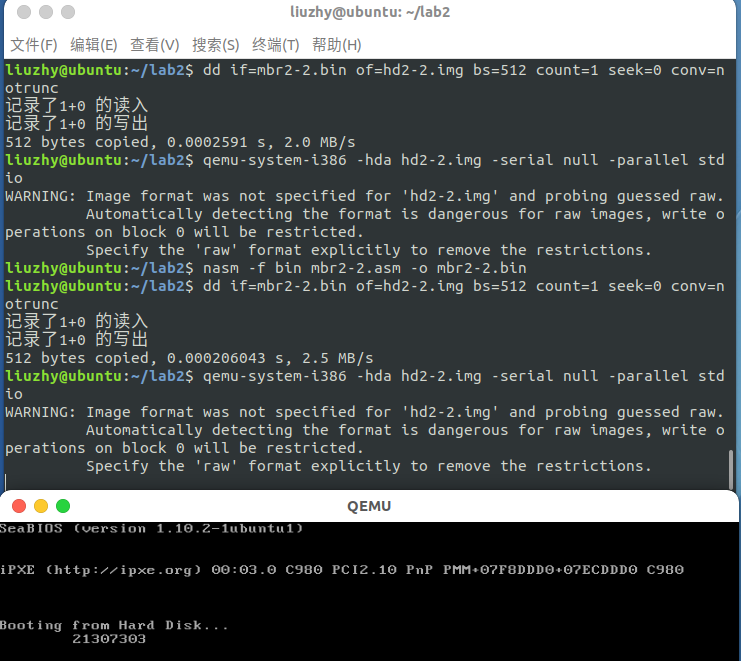 liuzhy@ubuntu: ~/lab2
文件(F) 编辑(E) 查看(V) 搜索(S) 终端(T) 帮助(H)
liuzhy@ubuntu:~/lab2$ dd if=mbr2-2.bin of=hd2-2.img bs=512 count=1 seek=0 conv=n
otrunc
记录了1+0 的读入
记录了1+0 的写出
512 bytes copied, 0.0002591 s, 2.0 MB/s
liuzhy@ubuntu:~/lab2$ qemu-system-i386 -hda hd2-2.img -serial null -parallel std
io
WARNING: Image format was not specified for 'hd2-2.img' and probing guessed raw.
Automatically detecting the format is dangerous for raw images, write o
perations on block 0 will be restricted.
Specify the 'raw' format explicitly to remove the restrictions.
liuzhy@ubuntu:~/lab2$ nasm -f bin mbr2-2.asm -o mbr2-2.bin
liuzhy@ubuntu:~/lab2$ dd if=mbr2-2.bin of=hd2-2.img bs=512 count=1 seek=0 conv=n
otrunc
记录了1+0 的读入
记录了1+0 的写出
512 bytes copied, 0.000206043 s, 2.5 MB/s
liuzhy@ubuntu:~/lab2$ qemu-system-i386 -hda hd2-2.img -serial null -parallel std
io
WARNING: Image format was not specified for 'hd2-2.img' and probing guessed raw.
Automatically detecting the format is dangerous for raw images, write o
perations on block 0 will be restricted.
Specify the 'raw' format explicitly to remove the restrictions.
QEMU
SeaBIOS (version 1.10.2-1ubuntu1)
iPXE (http://ipxe.org) 00:03.0 C980 PCI2.10 PnP PMM+07F8DDD0+07ECDDD0 C980
Booting from Hard Disk...
21307303